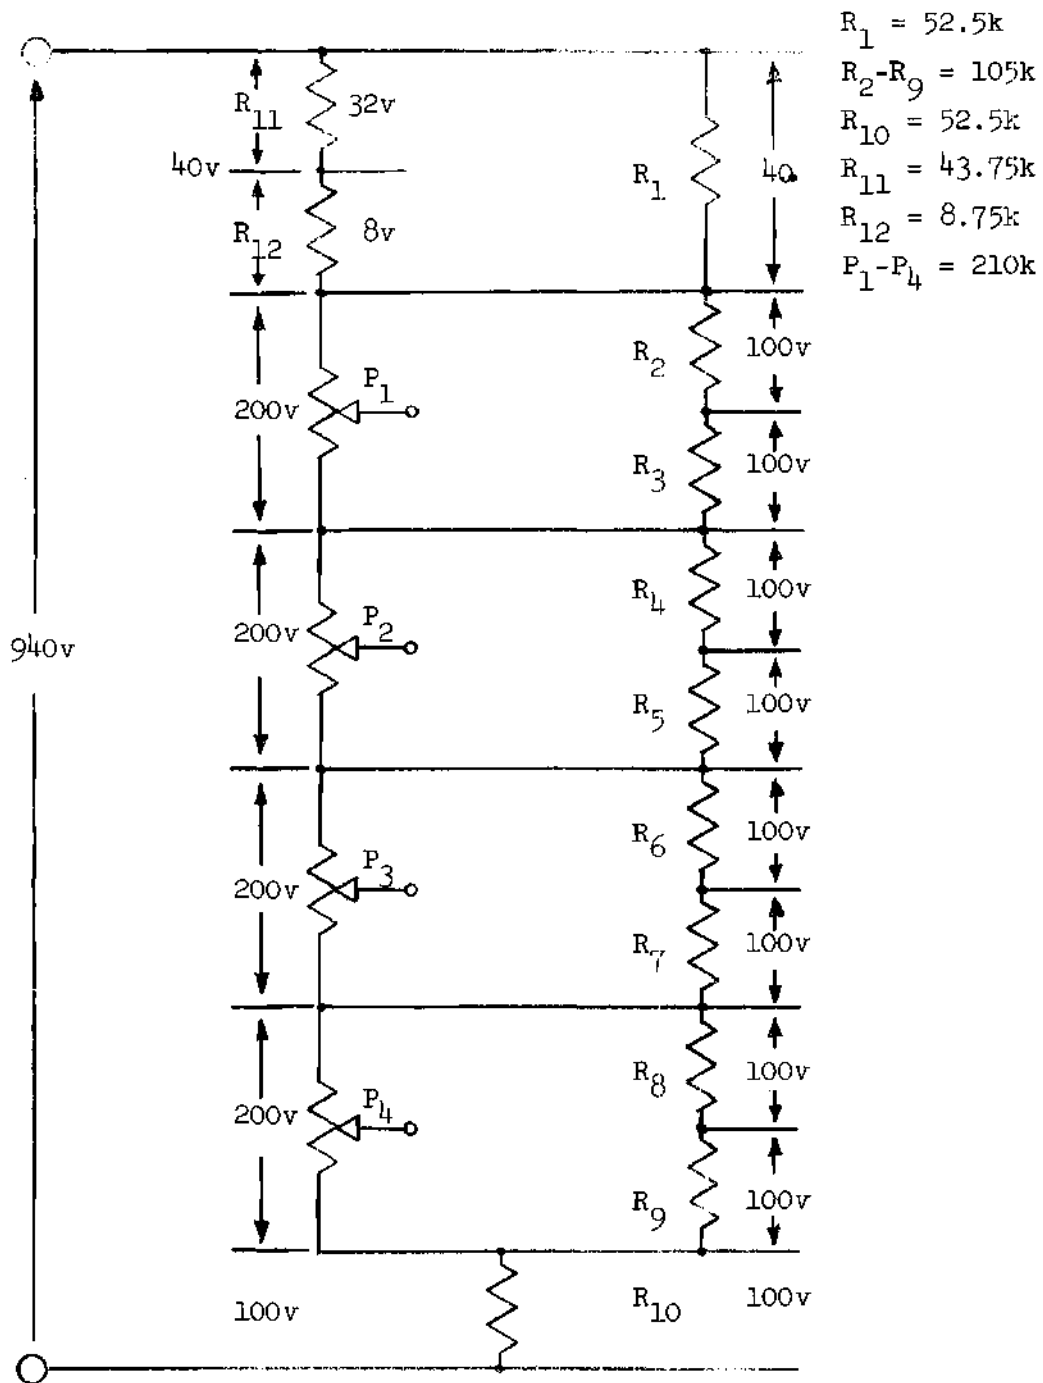 R1 = 52.5k
R2-R9 = 105k
R10 = 52.5k
R11 = 43.75k
R12 = 8.75k
P1-P4 = 210k
R11
32v
40v
R1
40.
R12
8v
R2
100v
P1
200v
R3
100v
R4
100v
P2
200v
940v
R5
100v
R6
100v
P3
200v
R7
100v
R8
100v
P4
200v
R9
100v
100v
R10
100v